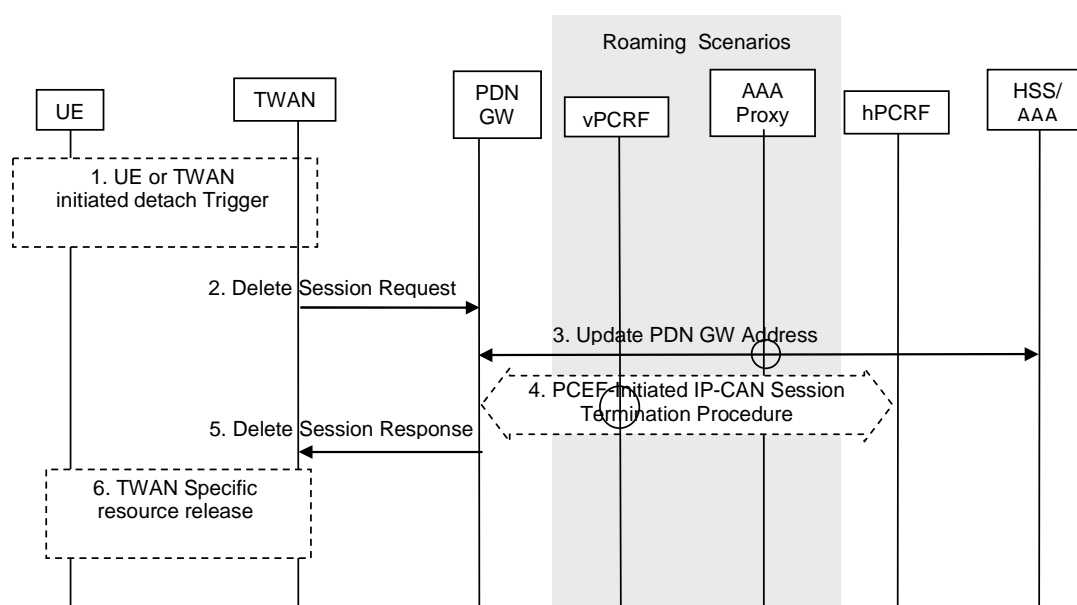 Roaming Scenarios
UE
TWAN
PDN
GW
vPCRF
AAA
Proxy
hPCRF
HSS/
AAA
1. UE or TWAN
initiated detach Trigger
2. Delete Session Request
3. Update PDN GW Address
4. PCEF-Initiated IP-CAN Session
Termination Procedure
5. Delete Session Response
6. TWAN Specific
resource release